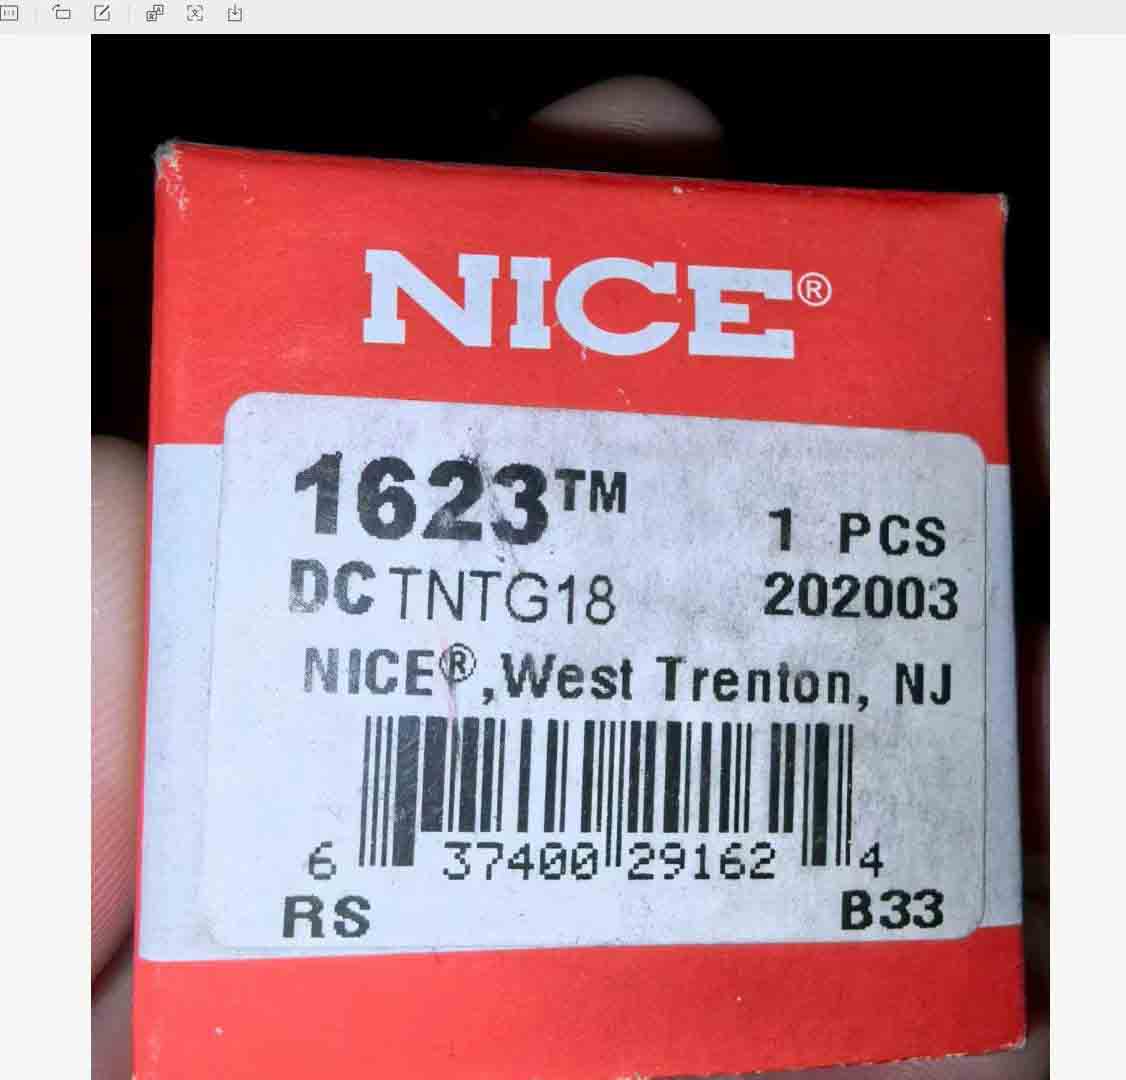 NICE®
1623™
1 PCS
DC TNTG18
202003
NICE®, West Trenton, NJ
6 37400 29162 4
RS
B33